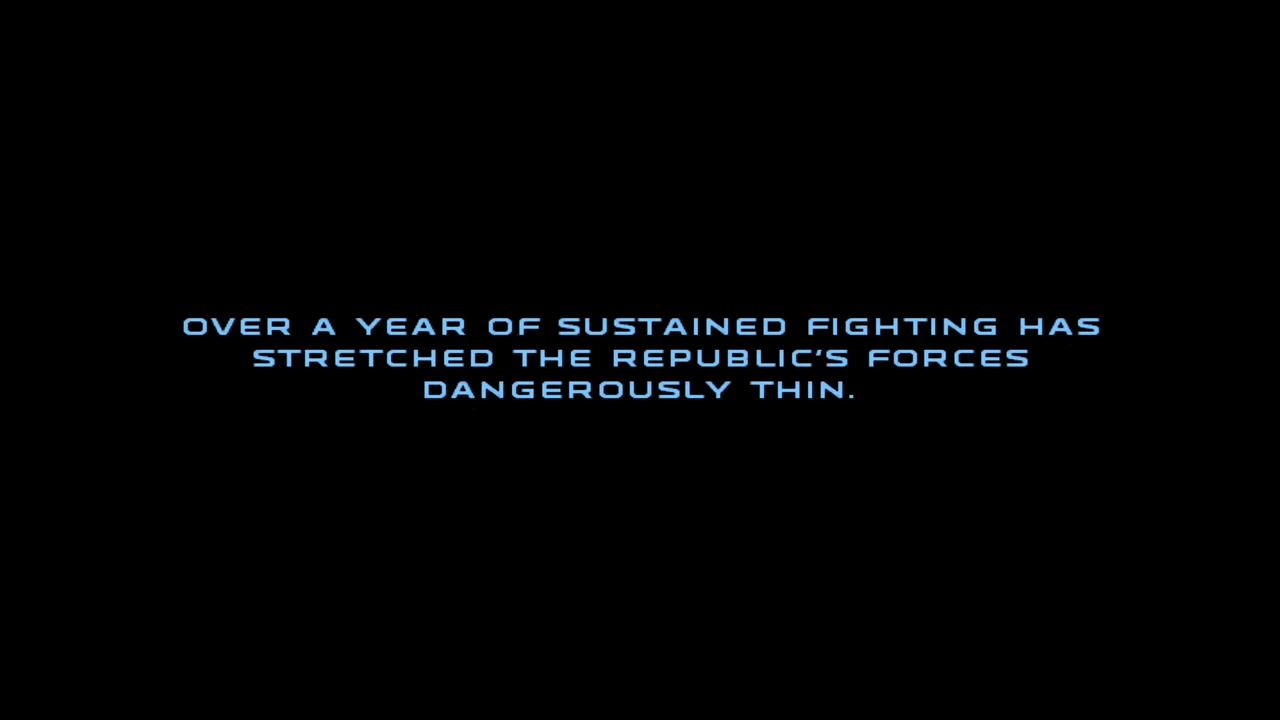 OVER A YEAR OF SUSTAINED FIGHTING HAS
STRETCHED THE REPUBLIC'S FORCES
DANGEROUSLY THIN.